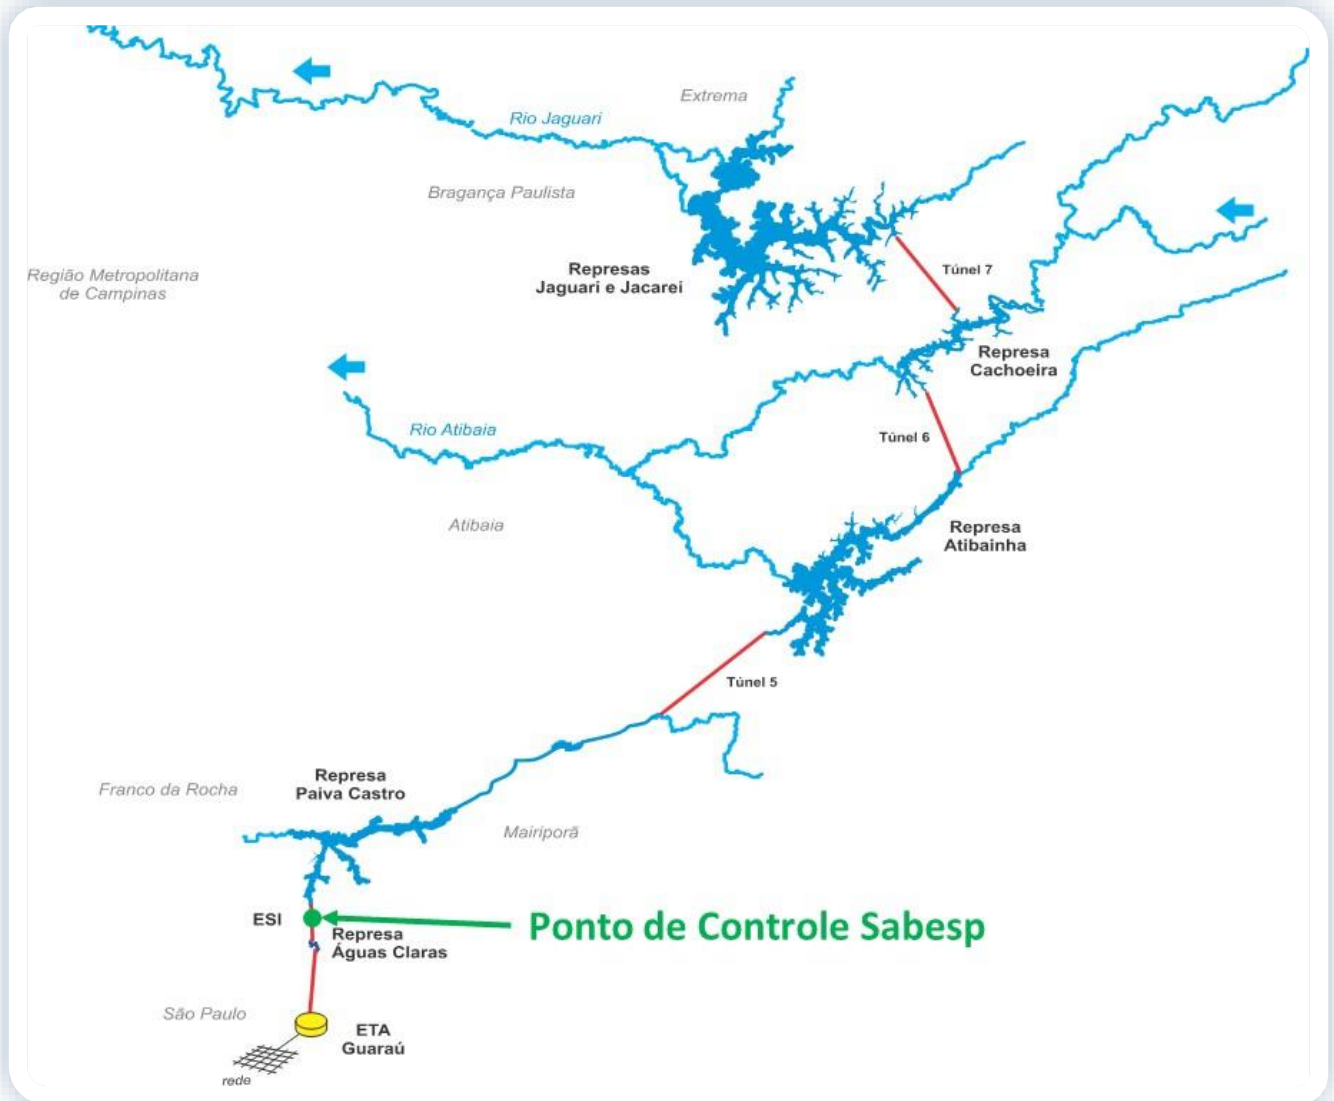 Extrema
Rio Jaguari
Bragança Paulista
Região Metropolitana
de Campinas
Represas
Jaguari e Jacarei
Túnel 7
Represa
Cachoeira
Rio Atibaia
Túnel 6
Atibaia
Represa
Atibainha
Túnel 5
Represa
Paiva Castro
Franco da Rocha
Mairiporã
ESI
Ponto de Controle Sabesp
Represa
Águas Claras
São Paulo
ETA
Guaraú
rede